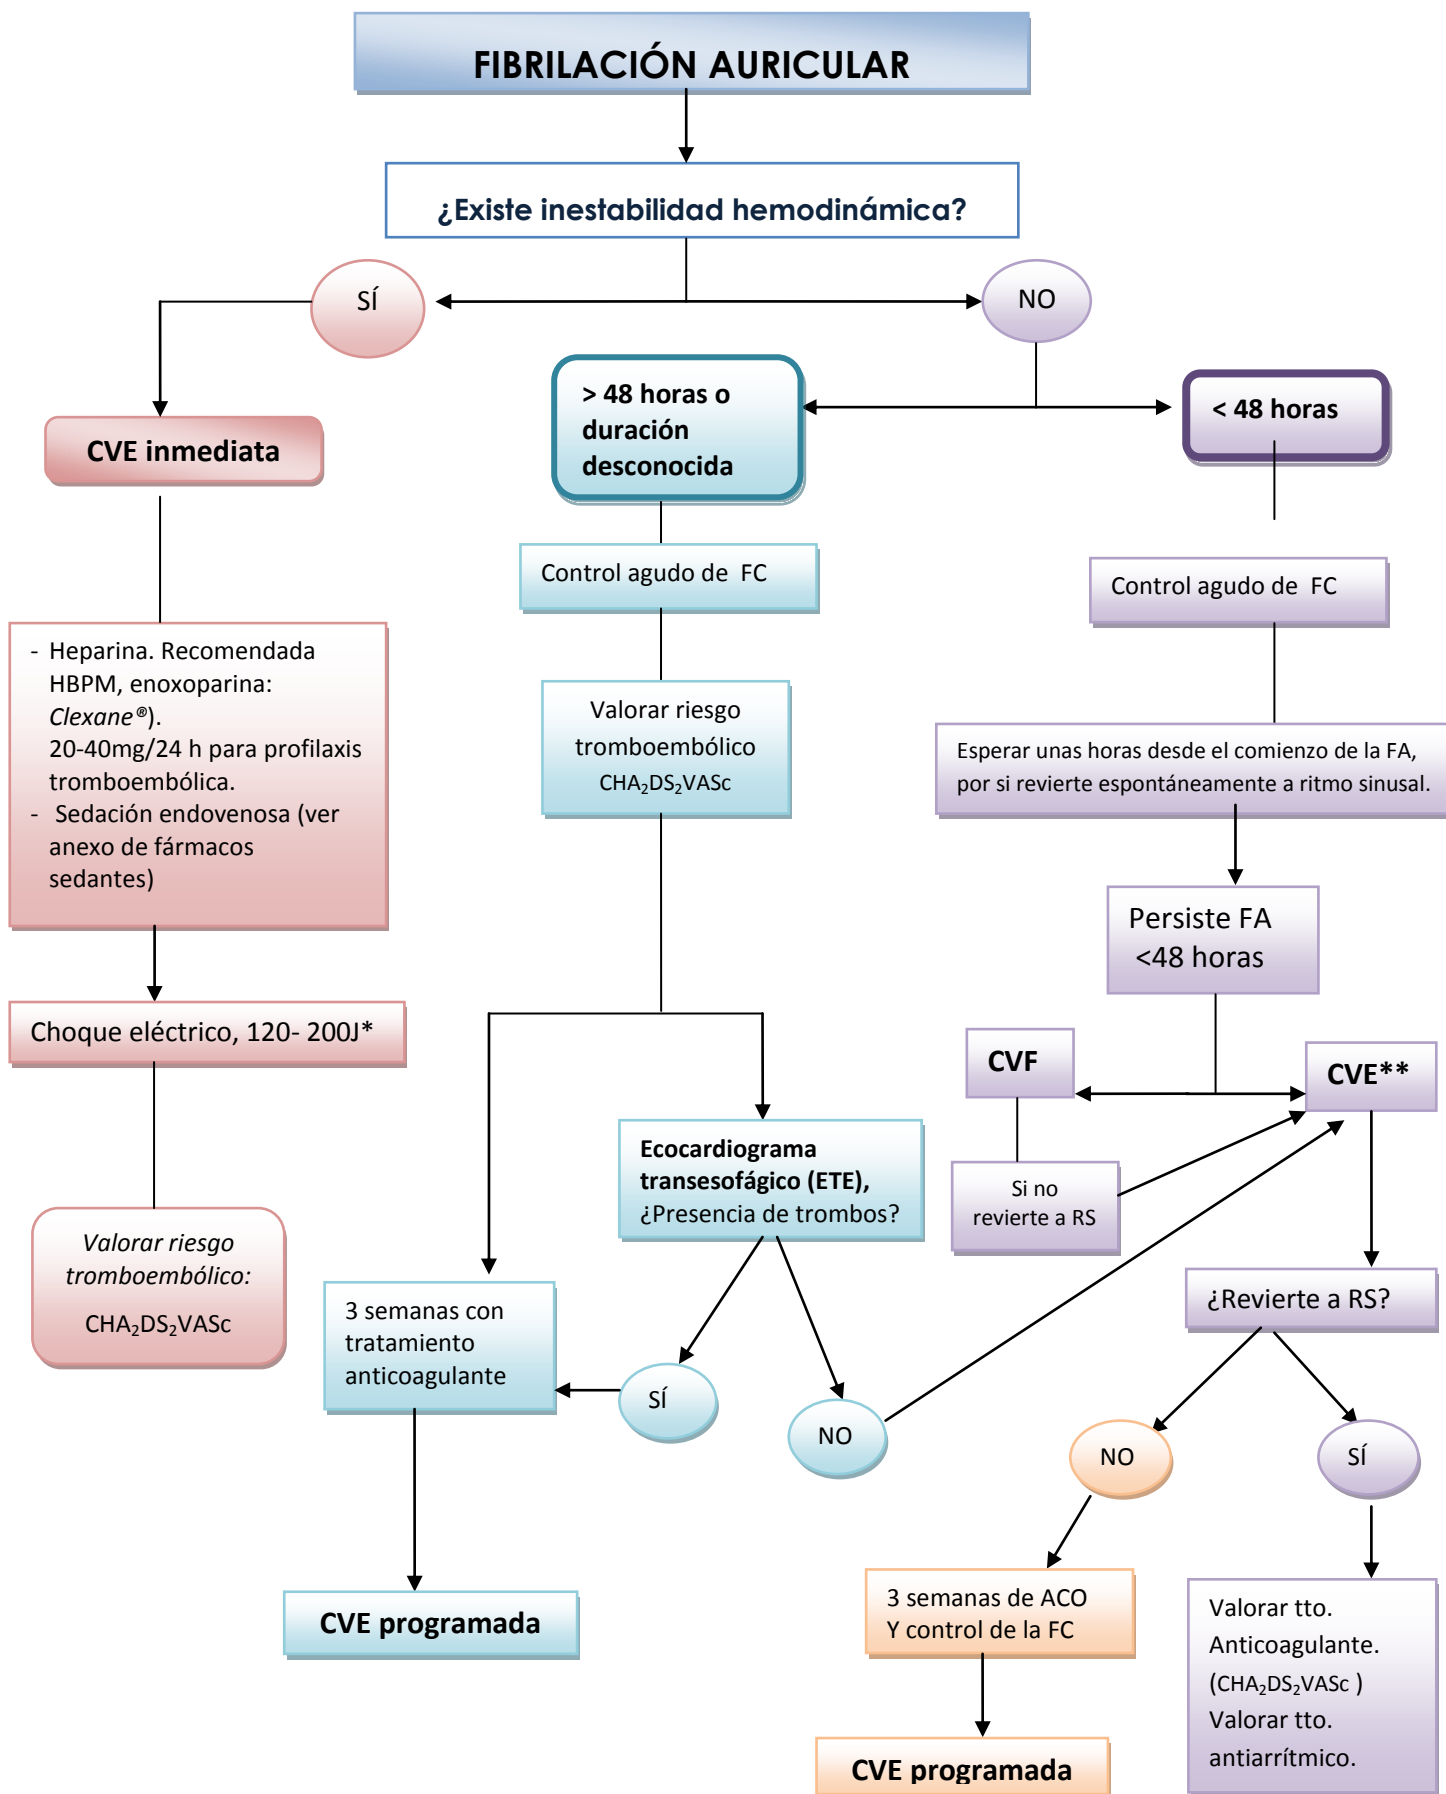 FIBRILACIÓN AURICULAR
¿Existe inestabilidad hemodinámica?
SÍ
NO
CVE inmediata
- Heparina. Recomendada
HBPM, enoxoparina:
Clexane®).
20-40mg/24 h para profilaxis
tromboembólica.
- Sedación endovenosa (ver
anexo de fármacos
sedantes)
Choque eléctrico, 120- 200J*
Valorar riesgo
tromboembólico:
CHA₂DS₂VASc
> 48 horas o
duración
desconocida
Control agudo de FC
Valorar riesgo
tromboembólico
CHA₂DS₂VASc
Ecocardiograma
transesofágico (ETE),
¿Presencia de trombos?
SÍ
NO
3 semanas con
tratamiento
anticoagulante
CVE programada
< 48 horas
Control agudo de FC
Esperar unas horas desde el comienzo de la FA,
por si revierte espontáneamente a ritmo sinusal.
Persiste FA
<48 horas
CVF
CVE**
Si no
revierte a RS
¿Revierte a RS?
NO
SÍ
3 semanas de ACO
Y control de la FC
CVE programada
Valorar tto.
Anticoagulante.
(CHA₂DS₂VASc )
Valorar tto.
antiarrítmico.